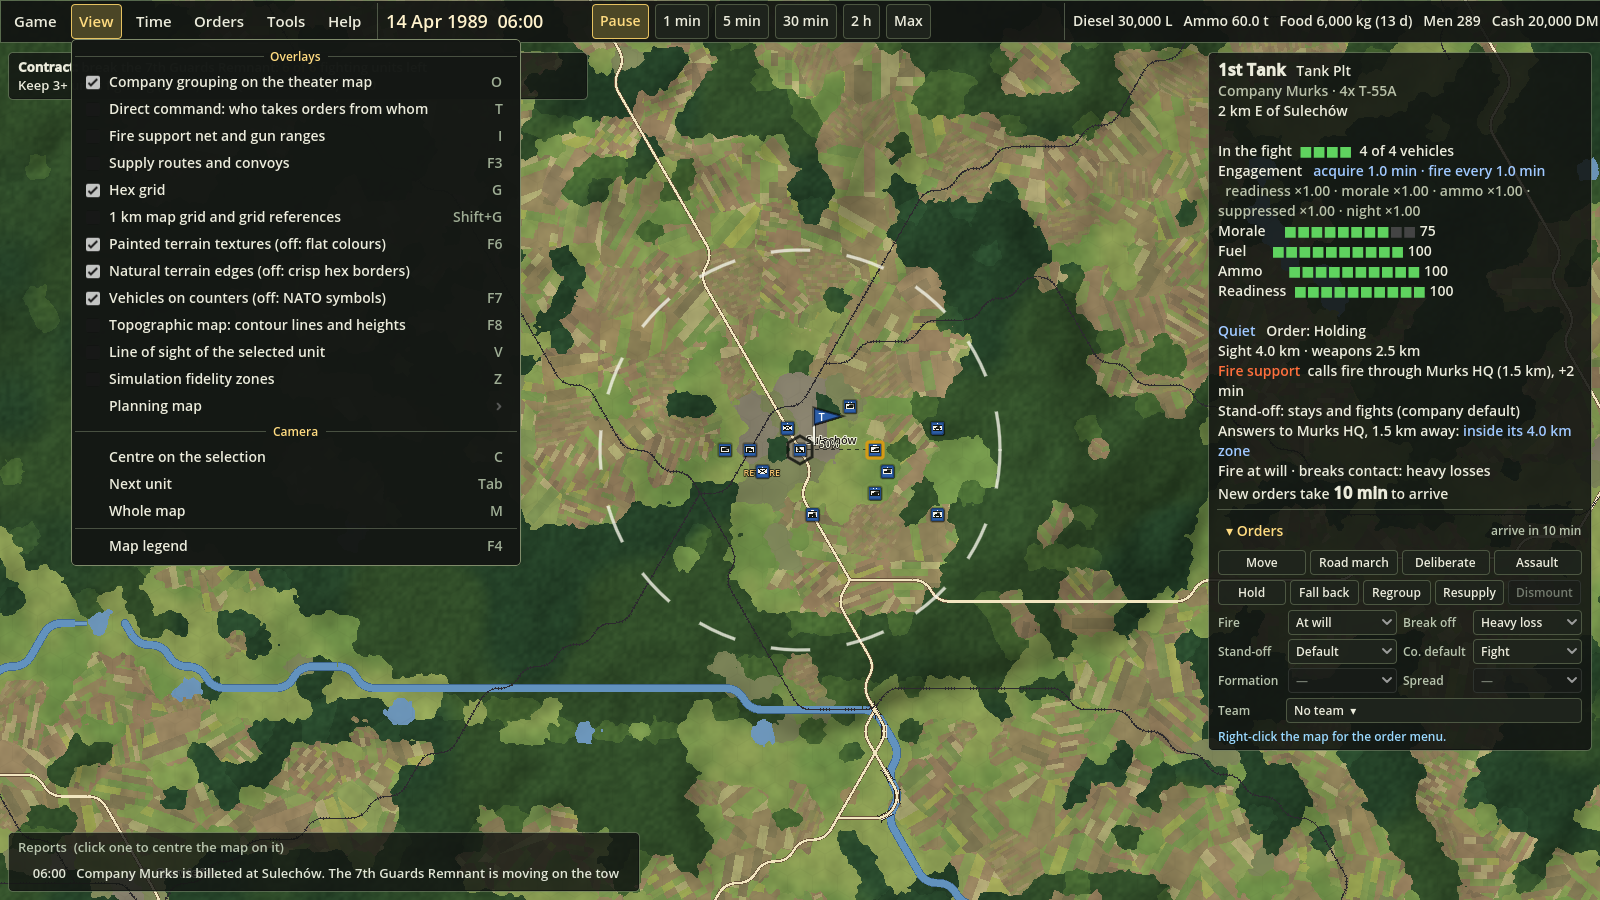 Game View Time Orders Tools Help 14 Apr 1989 06:00 Pause 1 min 5 min 30 min 2 h Max Diesel 30,000 L Ammo 60.0 t Food 6,000 kg (13 d) Men 289 Cash 20,000 DM
Contract
Keep 3+
Overlays
Company grouping on the theater map O
Direct command: who takes orders from whom T
Fire support net and gun ranges I
Supply routes and convoys F3
Hex grid G
1 km map grid and grid references Shift+G
Painted terrain textures (off: flat colours) F6
Natural terrain edges (off: crisp hex borders)
Vehicles on counters (off: NATO symbols) F7
Topographic map: contour lines and heights F8
Line of sight of the selected unit V
Simulation fidelity zones Z
Planning map ›
Camera
Centre on the selection C
Next unit Tab
Whole map M
Map legend F4
T
RE RE
1st Tank Tank Plt
Company Murks · 4x T-55A
2 km E of Sulechów
In the fight 4 of 4 vehicles
Engagement acquire 1.0 min · fire every 1.0 min
readiness ×1.00 · morale ×1.00 · ammo ×1.00 ·
suppressed ×1.00 · night ×1.00
Morale 75
Fuel 100
Ammo 100
Readiness 100
Quiet Order: Holding
Sight 4.0 km · weapons 2.5 km
Fire support calls fire through Murks HQ (1.5 km), +2
min
Stand-off: stays and fights (company default)
Answers to Murks HQ, 1.5 km away: inside its 4.0 km
zone
Fire at will · breaks contact: heavy losses
New orders take 10 min to arrive
▾ Orders arrive in 10 min
Move Road march Deliberate Assault
Hold Fall back Regroup Resupply Dismount
Fire At will Break off Heavy loss
Stand-off Default Co. default Fight
Formation — Spread —
Team No team ▾
Right-click the map for the order menu.
Reports (click one to centre the map on it)
06:00 Company Murks is billeted at Sulechów. The 7th Guards Remnant is moving on the tow